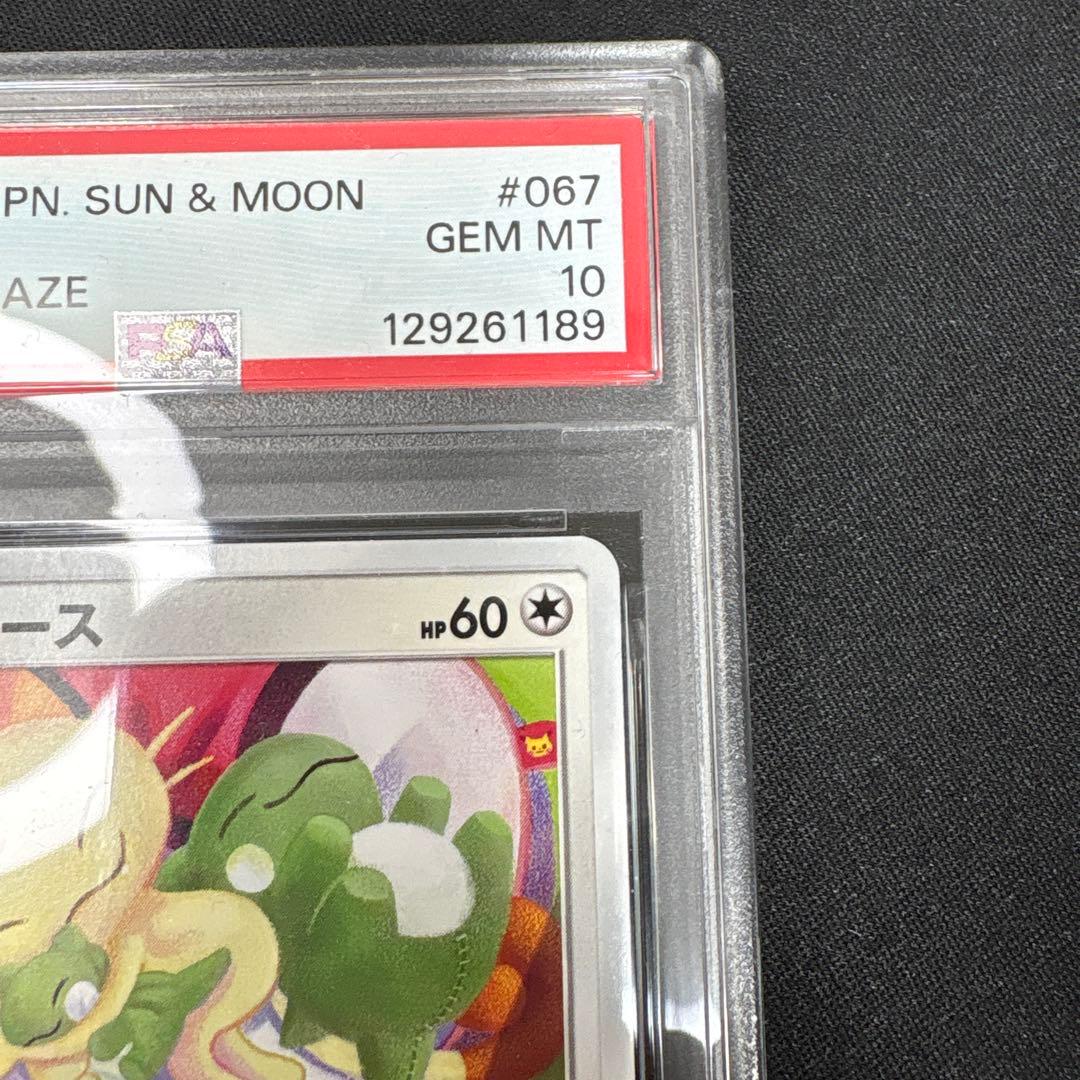 PN. SUN & MOON #067
GEM MT
AZE 10
PSA 129261189
ース HP60